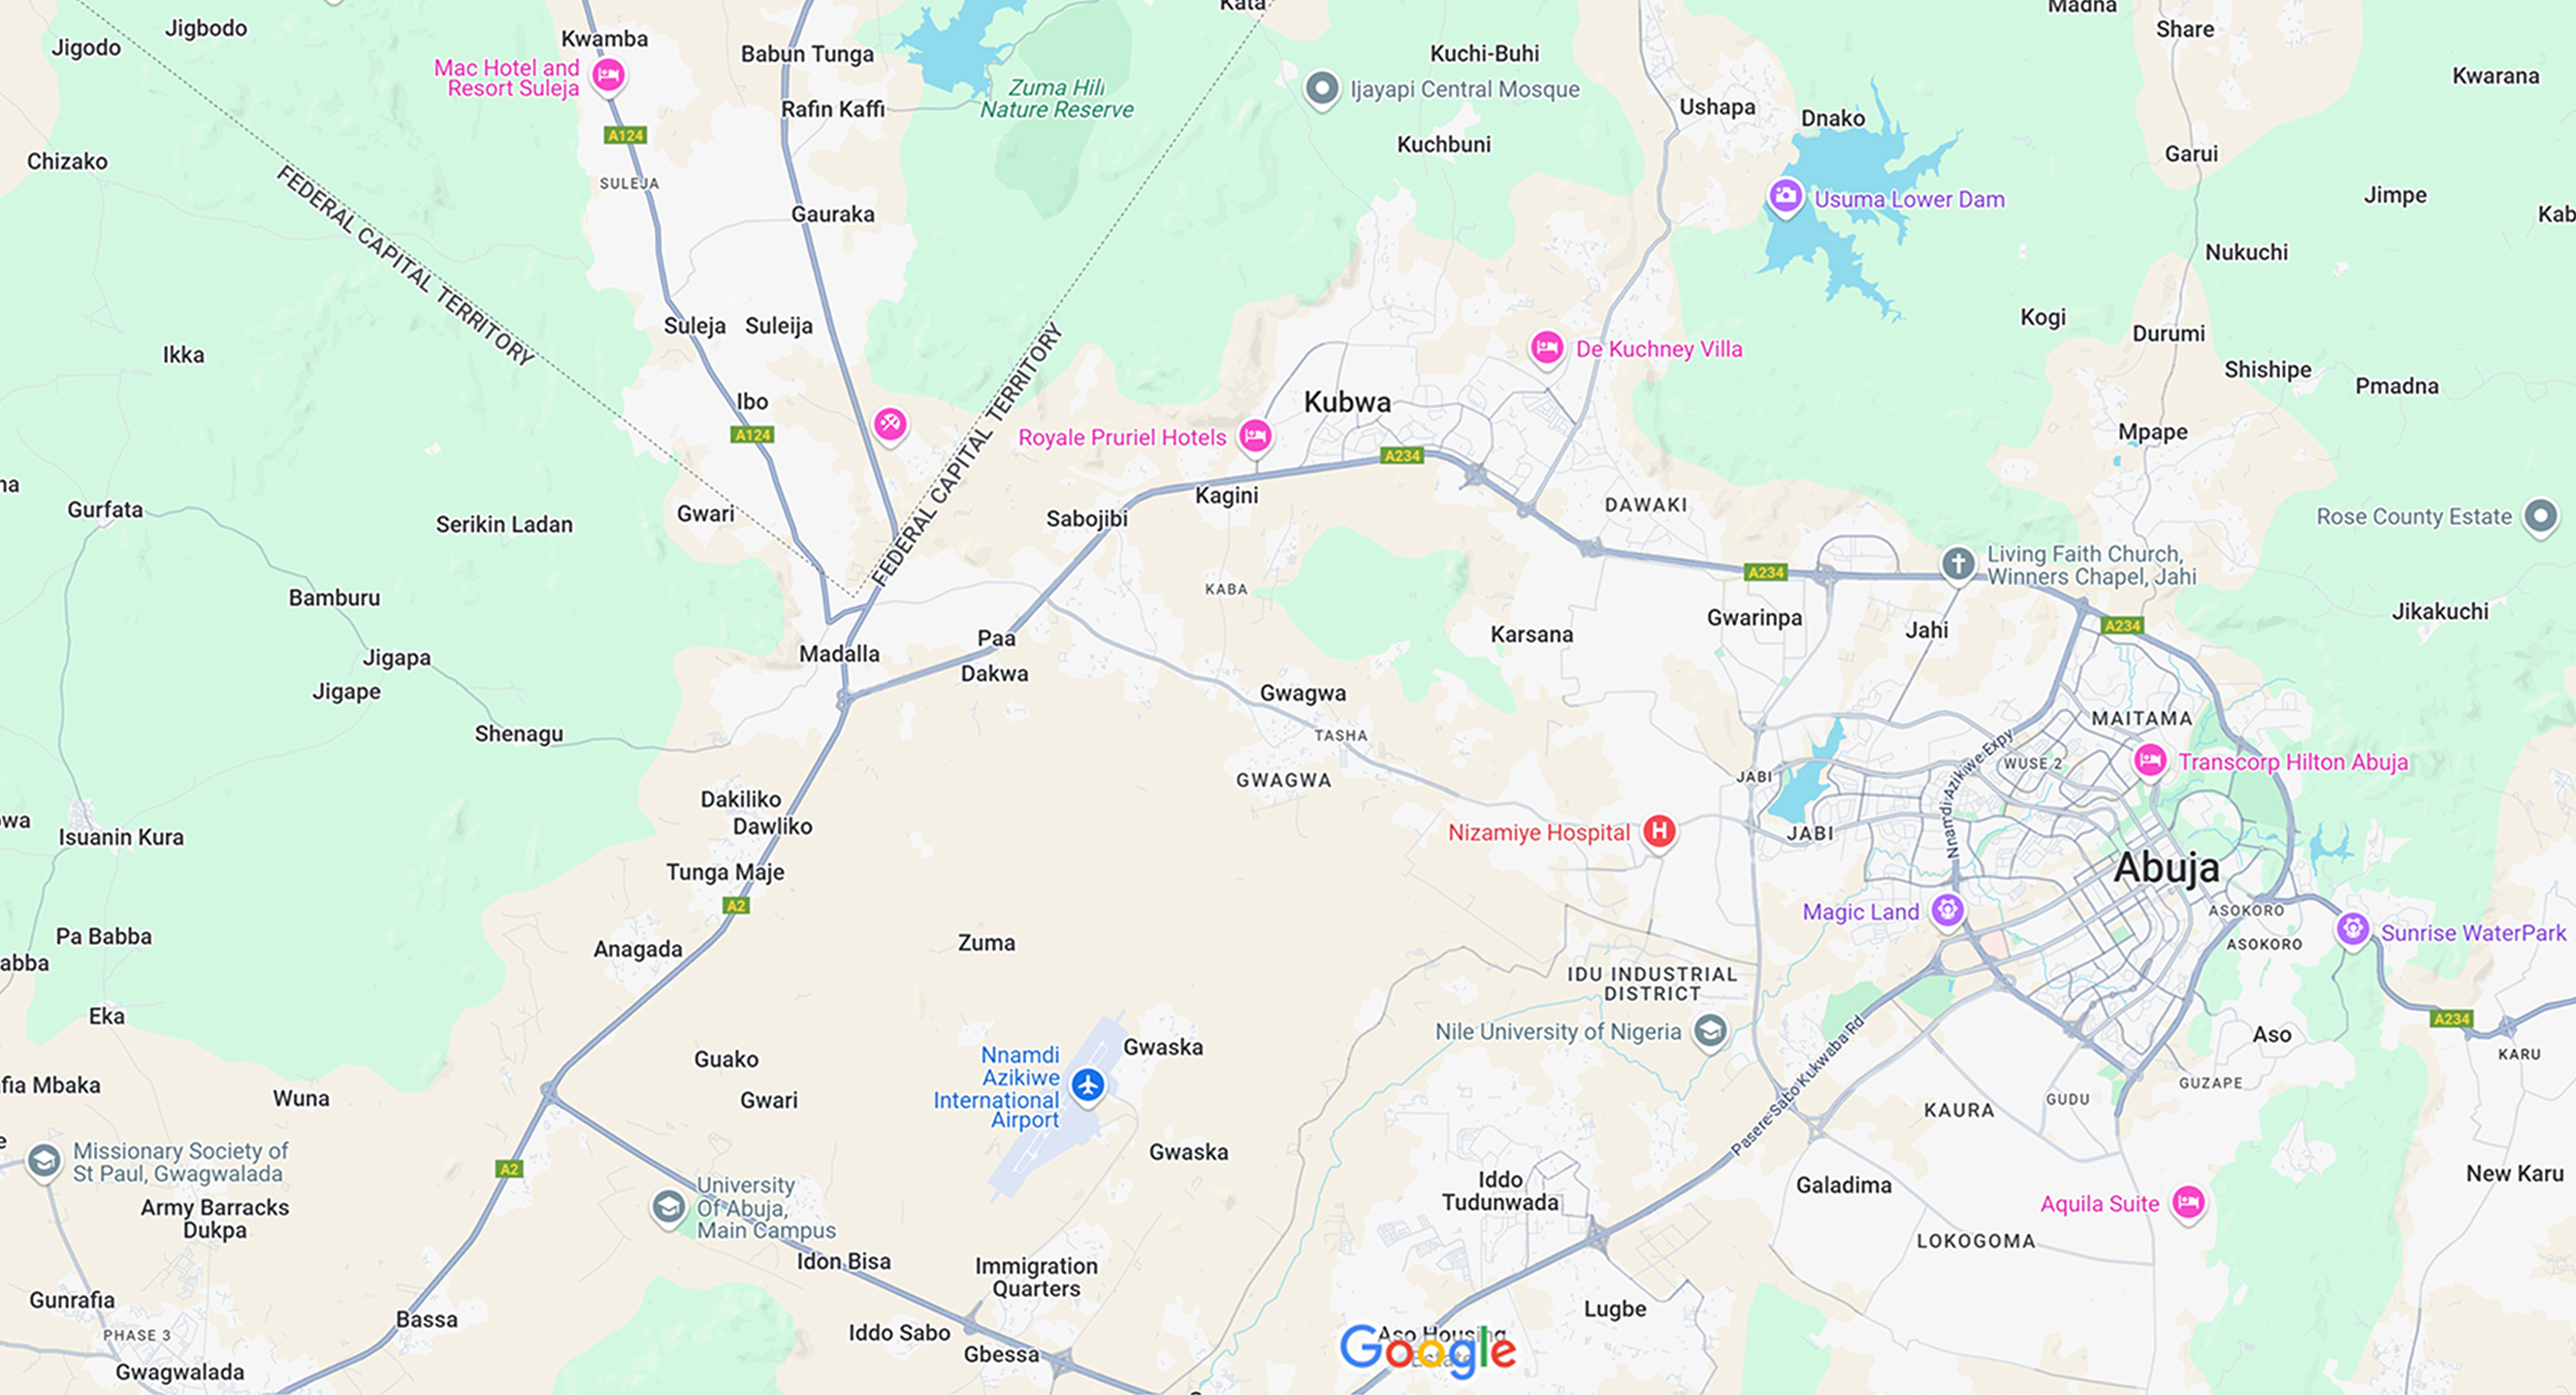 Kata
Madna
Jigodo
Jigbodo
Kwamba
Babun Tunga
Kuchi-Buhi
Share
Mac Hotel and
Resort Suleja
Zuma Hill
Nature Reserve
Ijayapi Central Mosque
Kwarana
Rafin Kaffi
Ushapa
Dnako
A124
Kuchbuni
Garui
Chizako
SULEJA
Jimpe
Usuma Lower Dam
FEDERAL CAPITAL TERRITORY
Gauraka
Kab
Nukuchi
Suleja
Suleija
Kogi
Durumi
Ikka
FEDERAL CAPITAL TERRITORY
De Kuchney Villa
Shishipe
Pmadna
Ibo
Kubwa
A124
Royale Pruriel Hotels
Mpape
A234
na
Kagini
Gurfata
Serikin Ladan
Gwari
Sabojibi
DAWAKI
Rose County Estate
Living Faith Church,
Winners Chapel, Jahi
A234
KABA
Bamburu
Jikakuchi
Gwarinpa
Jahi
A234
Paa
Karsana
Madalla
Jigapa
Dakwa
Jigape
Gwagwa
MAITAMA
Shenagu
TASHA
Nnamdi Azikiwe Expy
WUSE 2
Transcorp Hilton Abuja
GWAGWA
JABI
Dakiliko
Dawliko
wa
Isuanin Kura
Nizamiye Hospital
JABI
Tunga Maje
Abuja
A2
Magic Land
ASOKORO
Pa Babba
Anagada
Zuma
ASOKORO
Sunrise WaterPark
abba
IDU INDUSTRIAL
DISTRICT
Eka
A234
Nile University of Nigeria
Aso
Nnamdi
Azikiwe
International
Airport
Gwaska
Guako
KARU
fia Mbaka
Wuna
Gwari
Pasere Sabo Kukwaba Rd
KAURA
GUDU
GUZAPE
e
Missionary Society of
St Paul, Gwagwalada
A2
Gwaska
University
Of Abuja,
Main Campus
Iddo
Tudunwada
Galadima
New Karu
Army Barracks
Dukpa
Aquila Suite
LOKOGOMA
Idon Bisa
Immigration
Quarters
Gunrafia
Bassa
Lugbe
PHASE 3
Iddo Sabo
Aso Housing
Google
Gbessa
Gwagwalada